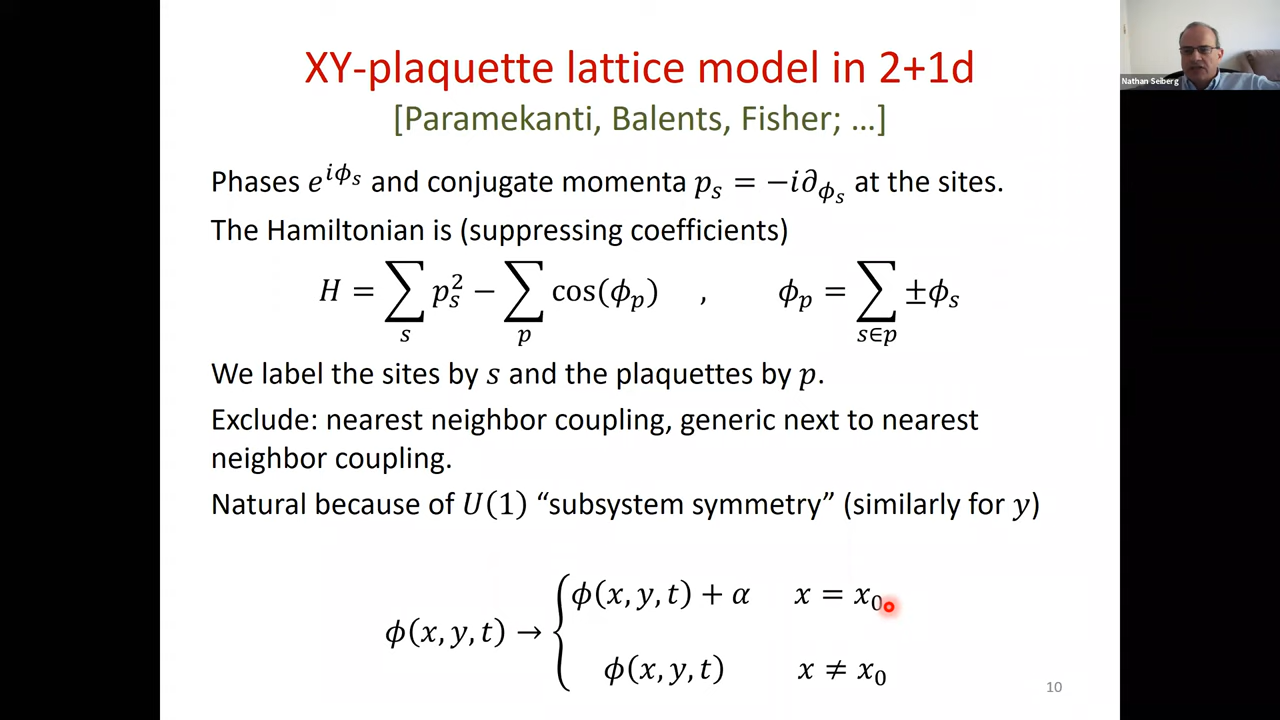 XY-plaquette lattice model in 2+1d
[Paramekanti, Balents, Fisher; …]
Nathan Seiberg
Phases e^{iϕ_s} and conjugate momenta p_s = −i∂_{ϕ_s} at the sites.
The Hamiltonian is (suppressing coefficients)
H = ∑_s p_s^2 − ∑_p cos(ϕ_p) , ϕ_p = ∑_{s∈p} ±ϕ_s
We label the sites by s and the plaquettes by p.
Exclude: nearest neighbor coupling, generic next to nearest
neighbor coupling.
Natural because of U(1) “subsystem symmetry” (similarly for y)
ϕ(x, y, t) → { ϕ(x, y, t) + α x = x_0
ϕ(x, y, t) x ≠ x_0
10